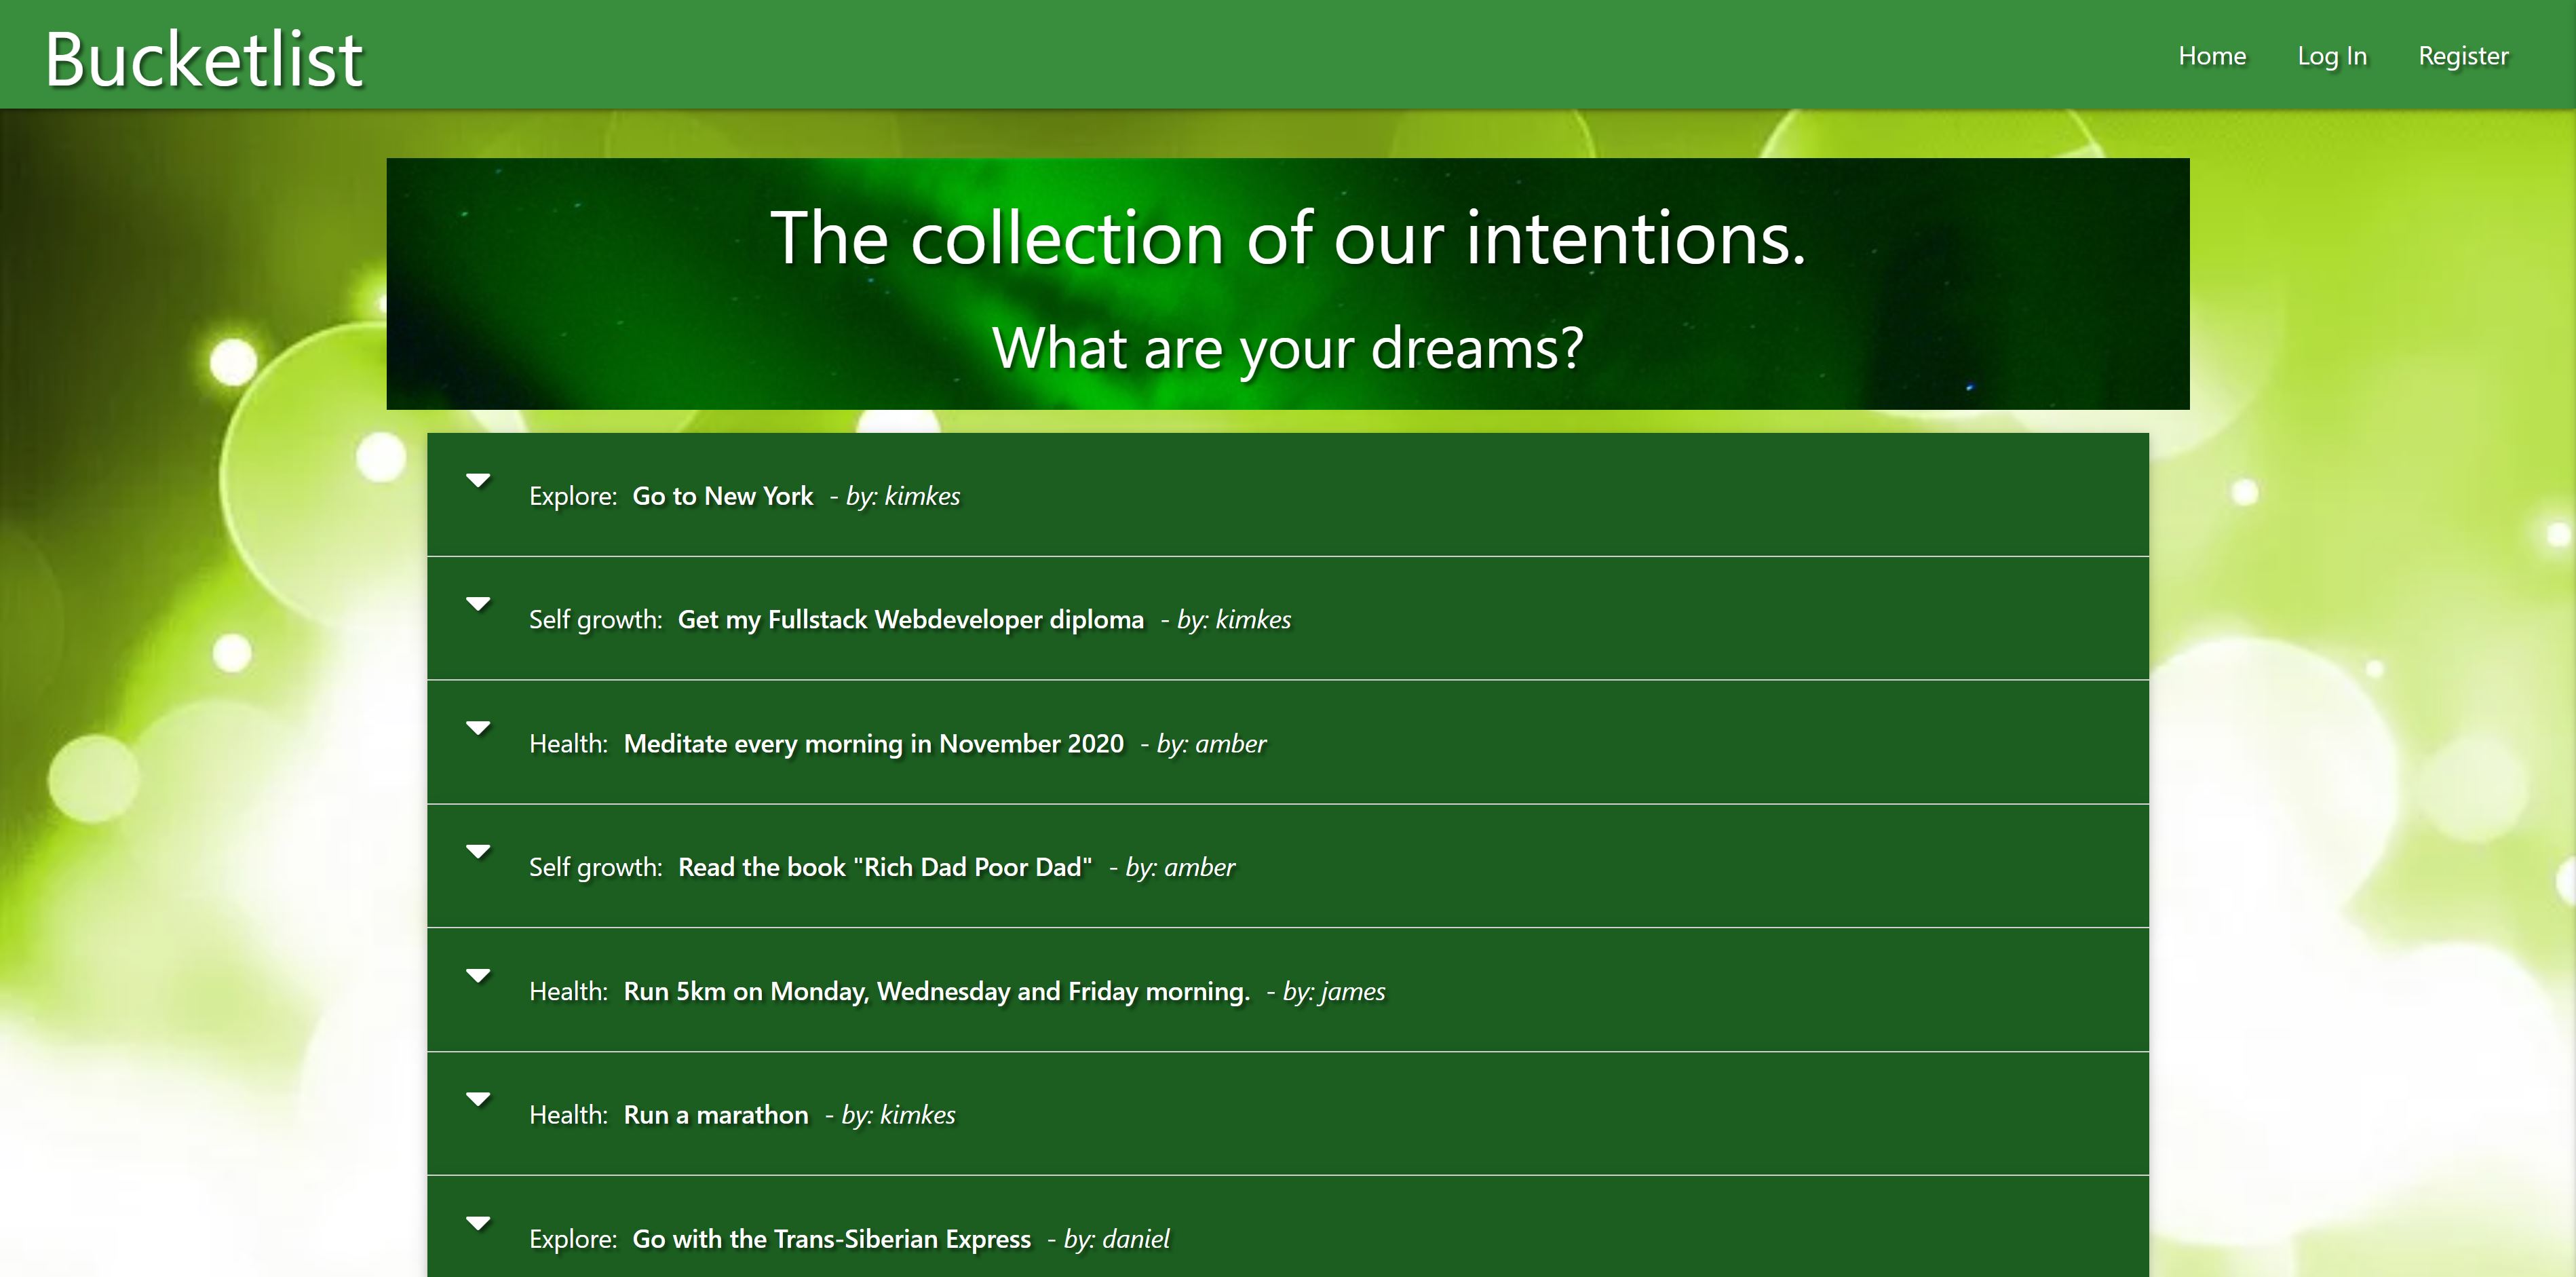 Bucketlist
Home Log In Register
The collection of our intentions.
What are your dreams?
Explore: Go to New York - by: kimkes
Self growth: Get my Fullstack Webdeveloper diploma - by: kimkes
Health: Meditate every morning in November 2020 - by: amber
Self growth: Read the book "Rich Dad Poor Dad" - by: amber
Health: Run 5km on Monday, Wednesday and Friday morning. - by: james
Health: Run a marathon - by: kimkes
Explore: Go with the Trans-Siberian Express - by: daniel